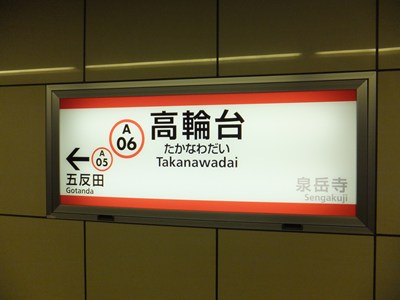 A
06
高輪台
たかなわだい
Takanawadai
A
05
五反田
Gotanda
泉岳寺
Sengakuji